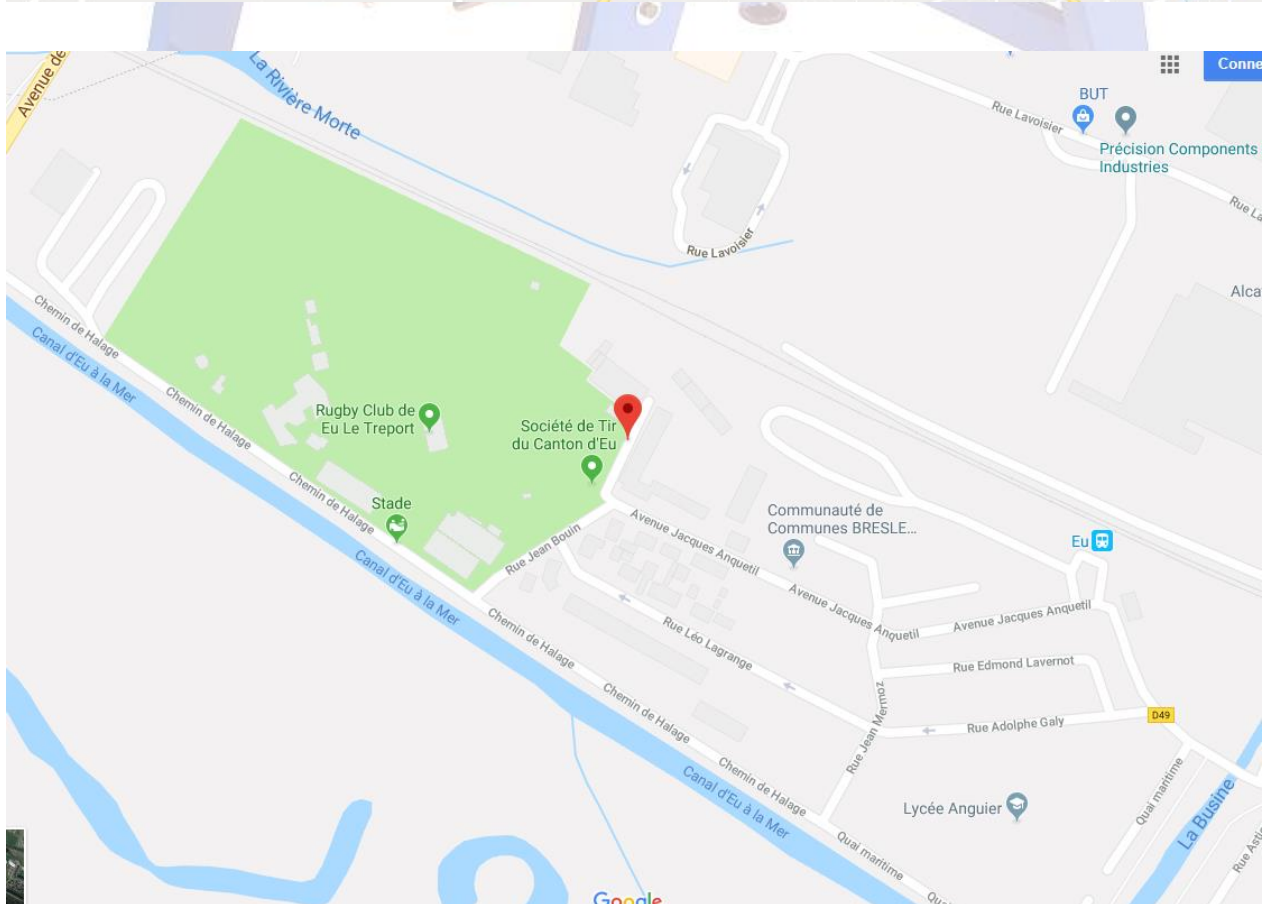 Avenue de
La Rivière Morte
Conne
BUT
Rue Lavoisier
Précision Components
Industries
Rue La
Rue Lavoisier
Alca
Chemin de Halage
Canal d'Eu à la Mer
Chemin de Halage
Rugby Club de
Eu Le Treport
Société de Tir
du Canton d'Eu
Chemin de Halage
Stade
Rue Jean Bouin
Avenue Jacques Anquetil
Communauté de
Communes BRESLE...
Eu
Canal d'Eu à la Mer
Avenue Jacques Anquetil
Avenue Jacques Anquetil
Chemin de Halage
Rue Léo Lagrange
Rue Edmond Lavernot
Chemin de Halage
Rue Jean Mermoz
D49
Rue Adolphe Galy
Chemin de Halage
Canal d'Eu à la Mer
Lycée Anguier
Quai maritime
La Busine
Quai maritime
Rue Astic
Quai
Google